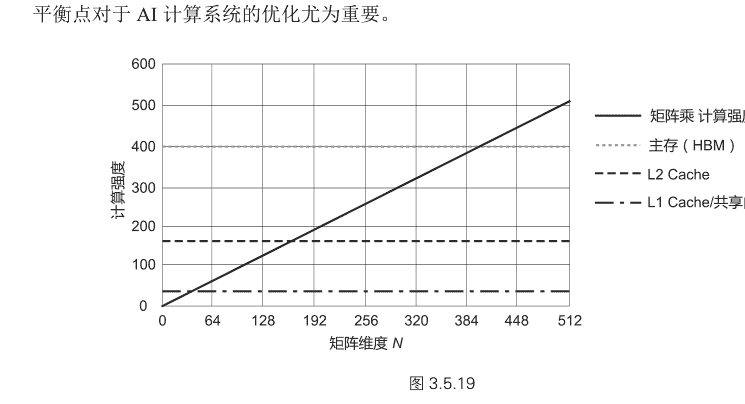 平衡点对于 AI 计算系统的优化尤为重要。
600
500
400
300
200
100
0
计算强度
0 64 128 192 256 320 384 448 512
矩阵维度 N
矩阵乘 计算强度
主存（HBM）
L2 Cache
L1 Cache/共享
图 3.5.19